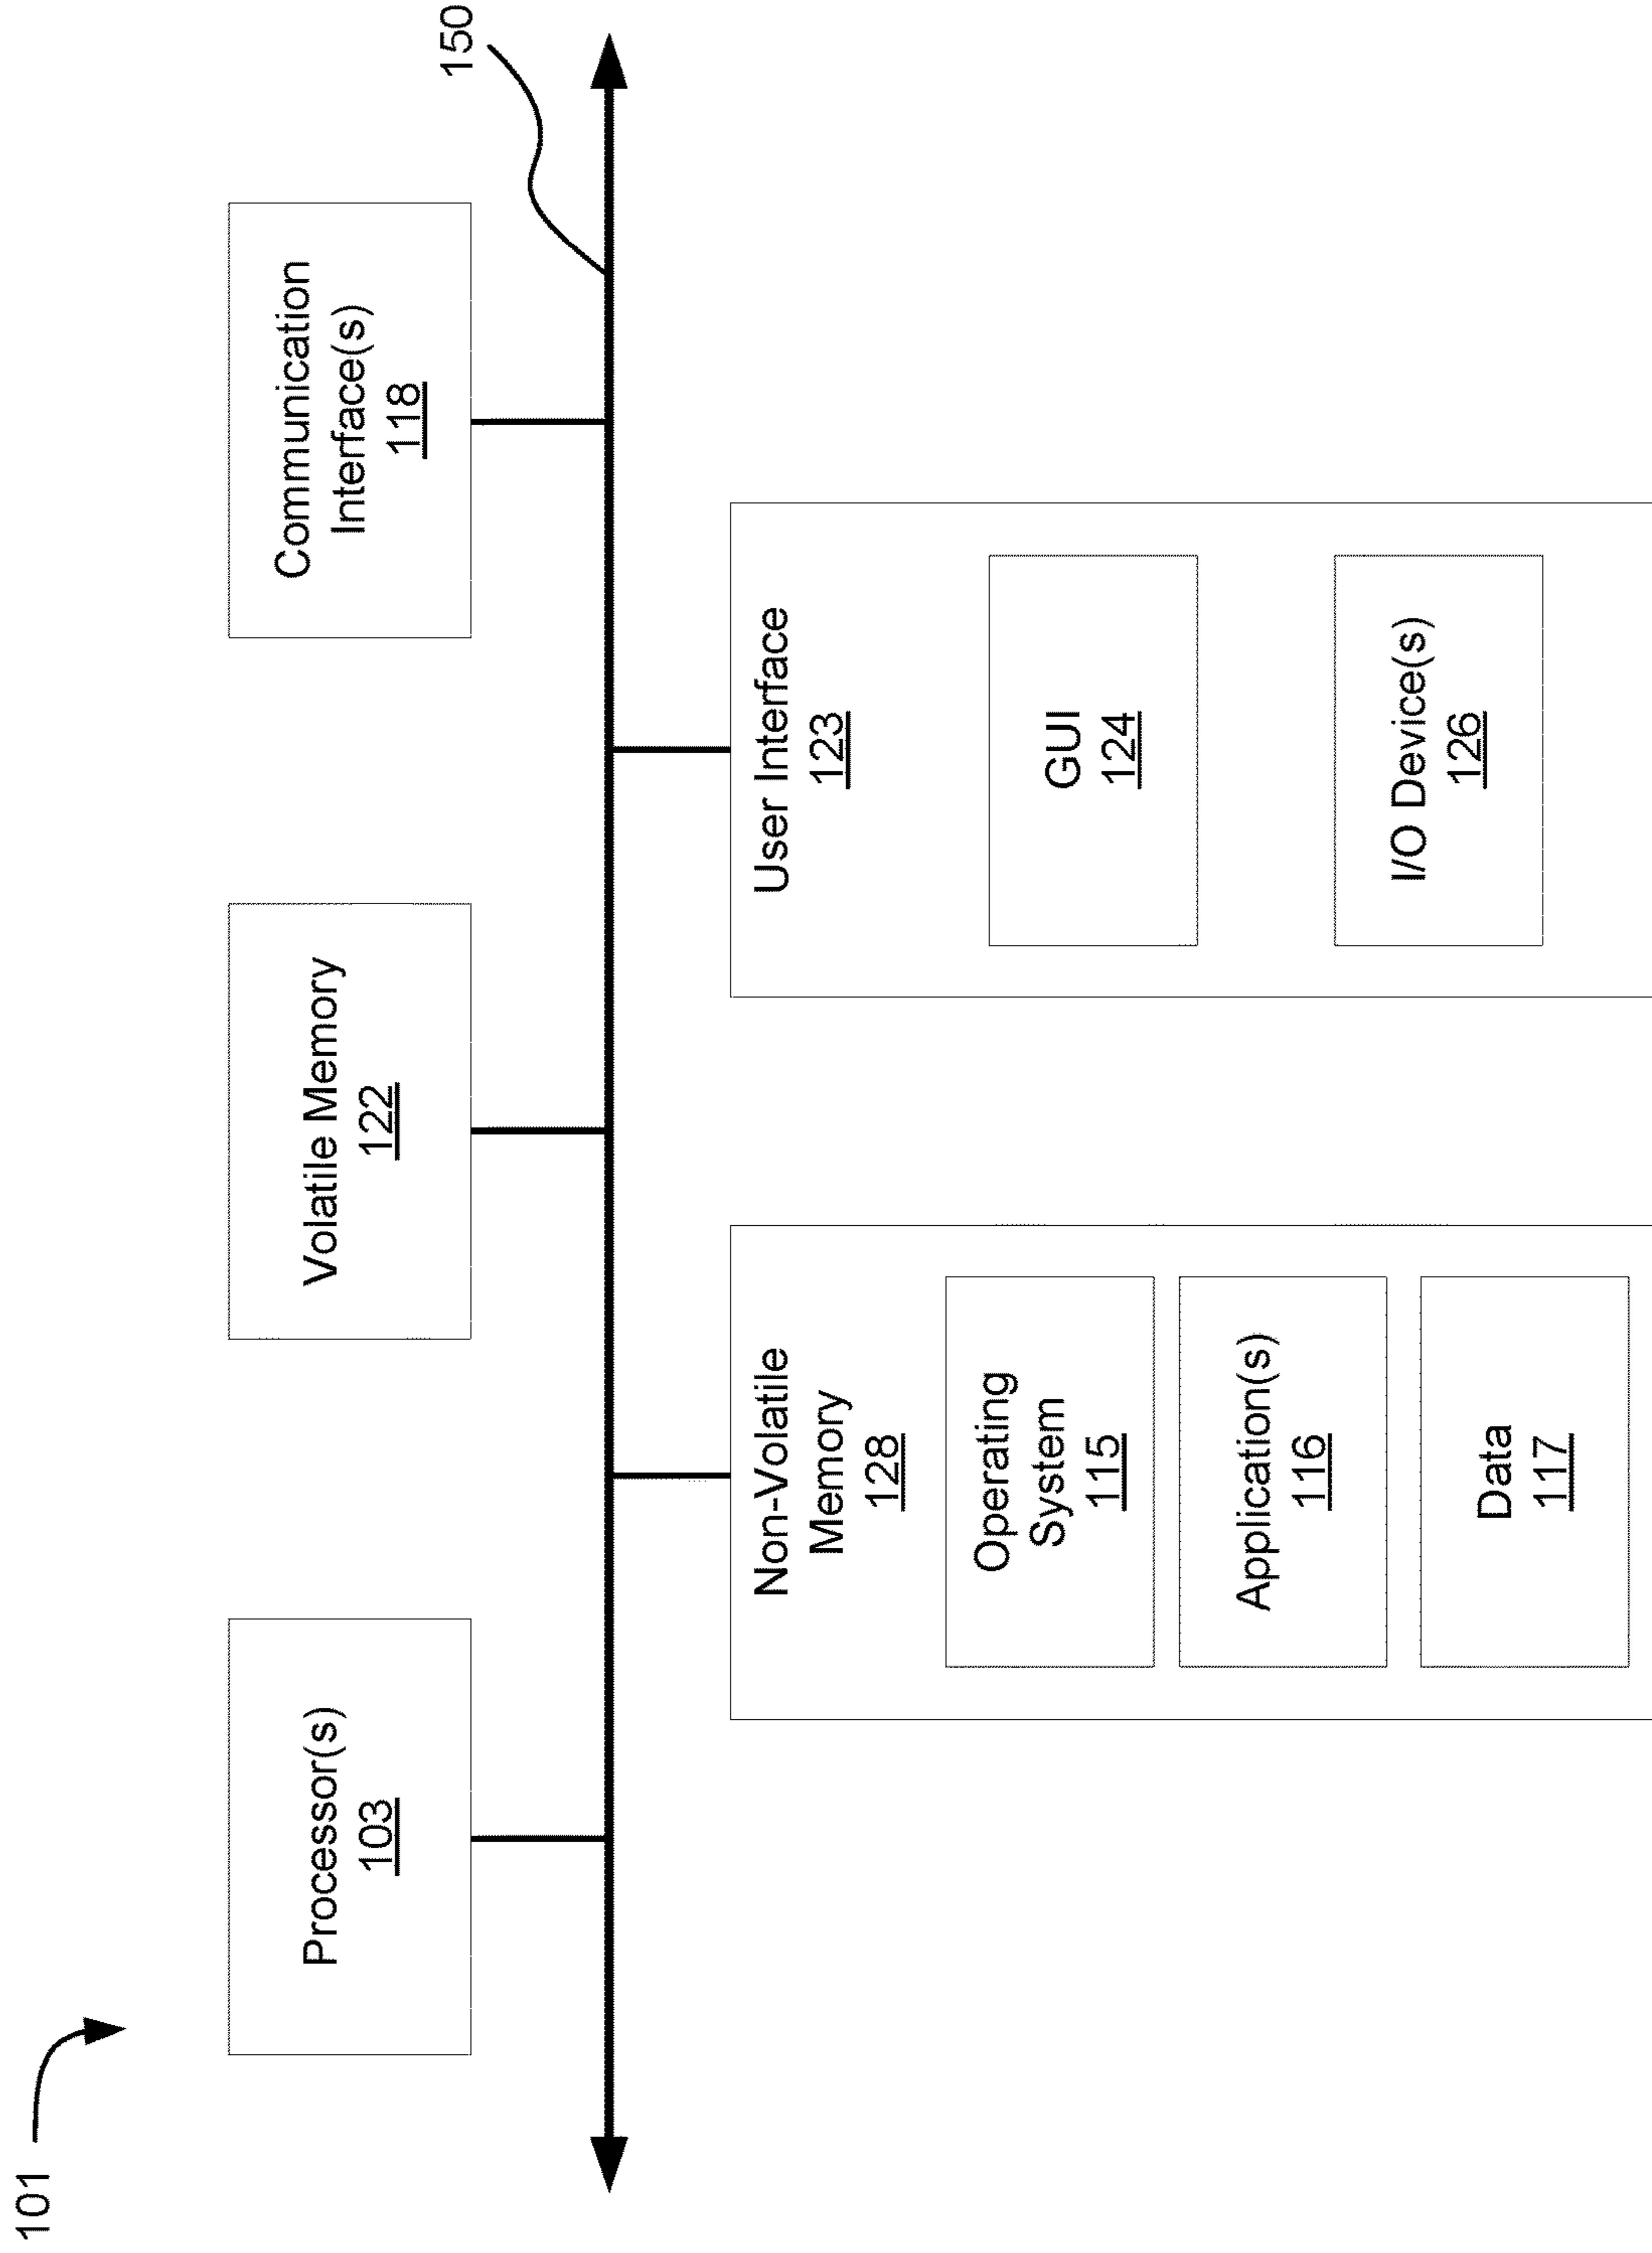 101
Processor(s)
103
Volatile Memory
122
Communication
Interface(s)
118
150
Non-Volatile
Memory
128
Operating
System
115
Application(s)
116
Data
117
User Interface
123
GUI
124
I/O Device(s)
126